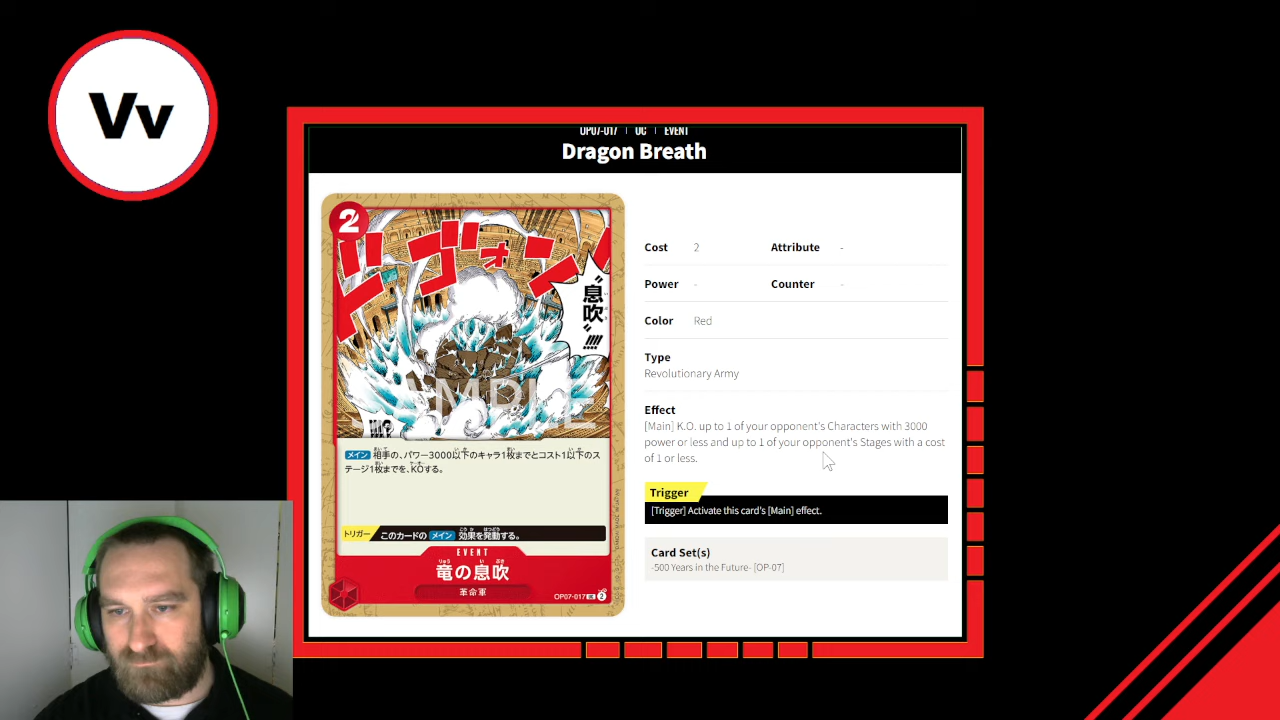 Vv
OP07-017 | UC | EVENT
Dragon Breath
2
ドゴォン
"息吹"!!!!
SAMPLE
メイン 相手の、パワー3000以下のキャラ1枚までとコスト1以下のス
テージ1枚までを、KOする。
トリガー このカードの メイン 効果を発動する。
EVENT
竜の息吹
革命軍
OP07-017 UC 2
Cost 2 Attribute -
Power - Counter -
Color Red
Type
Revolutionary Army
Effect
[Main] K.O. up to 1 of your opponent's Characters with 3000
power or less and up to 1 of your opponent's Stages with a cost
of 1 or less.
Trigger
[Trigger] Activate this card's [Main] effect.
Card Set(s)
-500 Years in the Future- [OP-07]